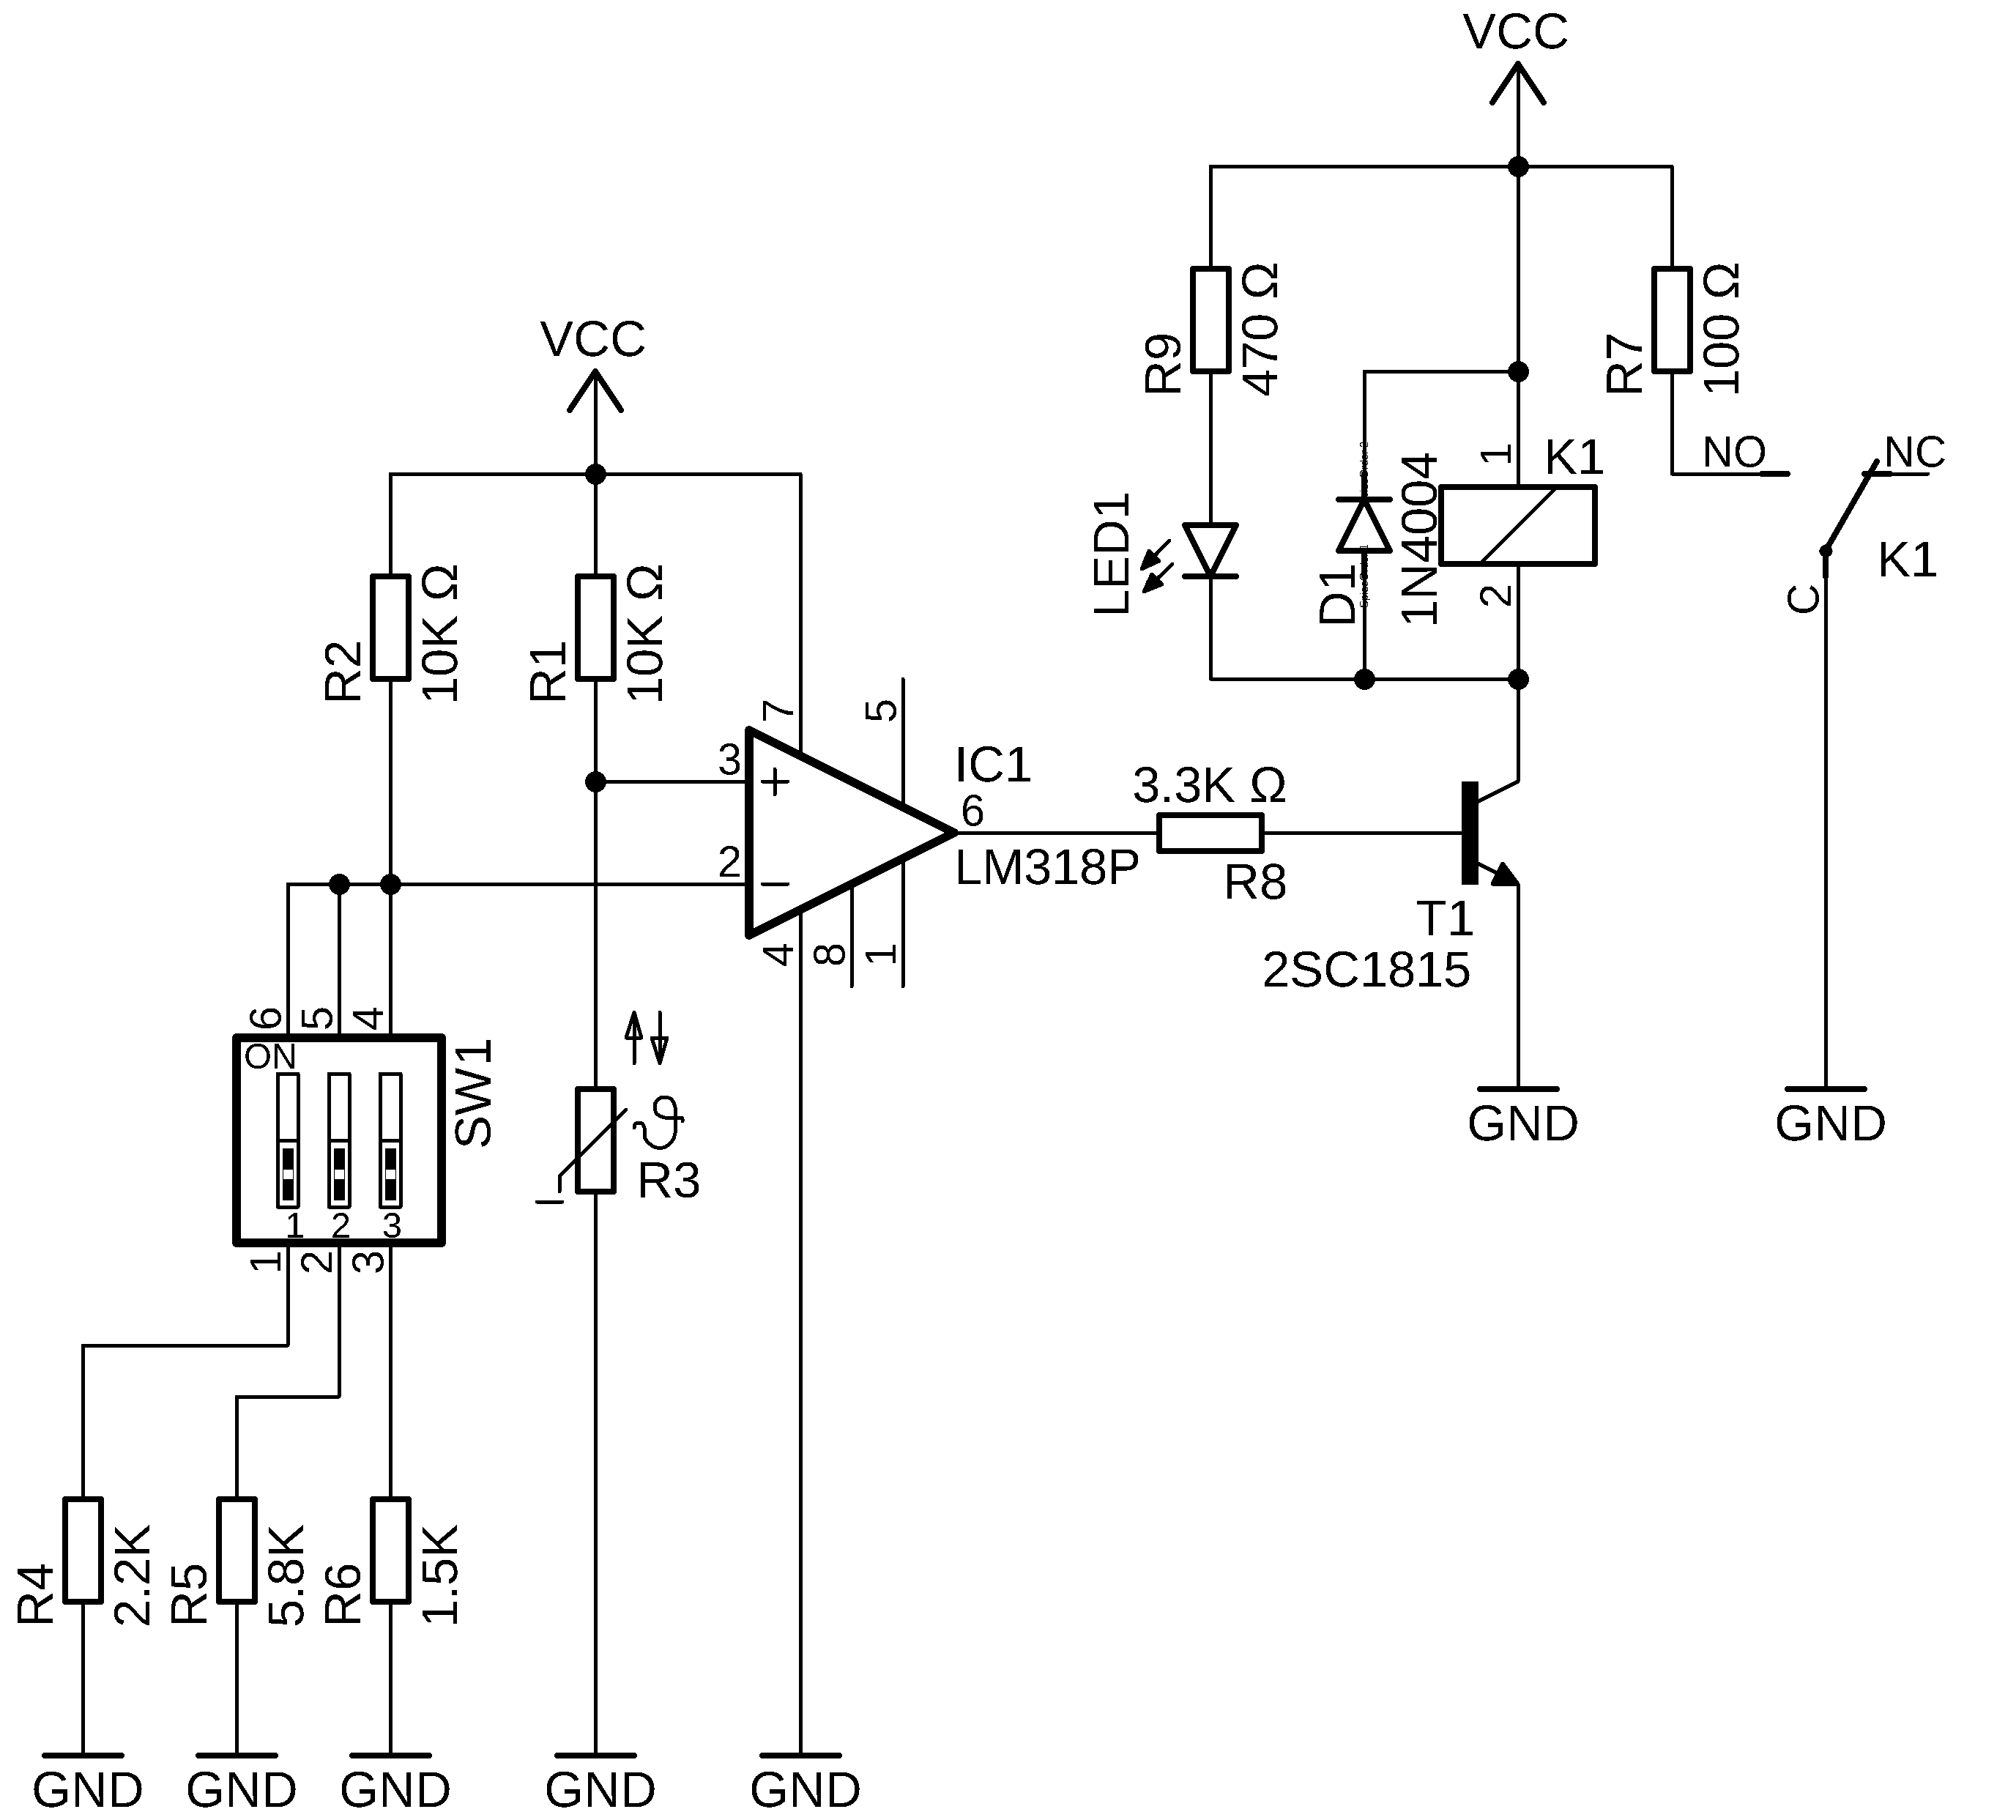 VCC
R9
470 Ω
R7
100 Ω
VCC
NO
NC
1
K1
LED1
D1
1N4004
2
C
K1
R2
10K Ω
R1
10K Ω
7
5
3
+
IC1
6
3.3K Ω
2
−
LM318P
R8
4
8
1
T1
2SC1815
6
5
4
ON
SW1
1
2
3
1
2
3
ϑ
R3
GND
GND
R4
2.2K
R5
5.8K
R6
1.5K
GND
GND
GND
GND
GND